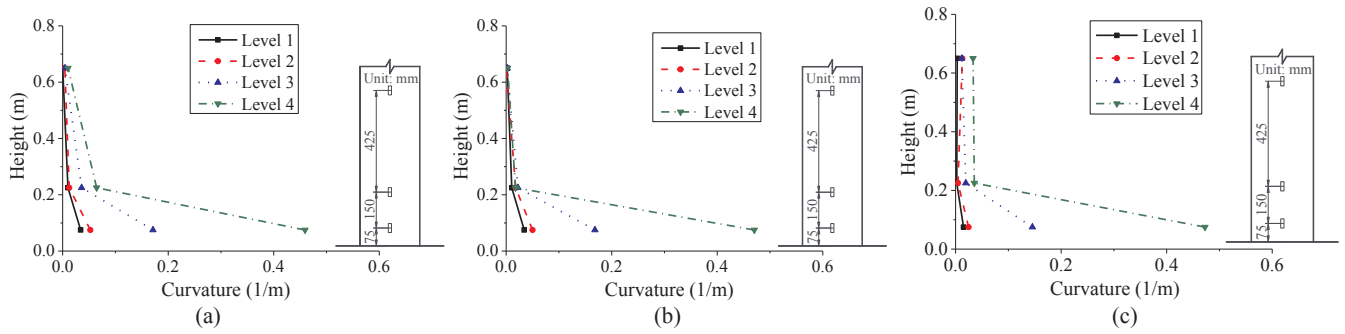 0.8
0.6
0.4
0.2
0.0
Height (m)
0.0 0.2 0.4 0.6
Curvature (1/m)
Level 1
Level 2
Level 3
Level 4
Unit: mm
425
150
75
(a)
0.8
0.6
0.4
0.2
0.0
Height (m)
0.0 0.2 0.4 0.6
Curvature (1/m)
Level 1
Level 2
Level 3
Level 4
Unit: mm
425
150
75
(b)
0.8
0.6
0.4
0.2
0.0
Height (m)
0.0 0.2 0.4 0.6
Curvature (1/m)
Level 1
Level 2
Level 3
Level 4
Unit: mm
425
150
75
(c)